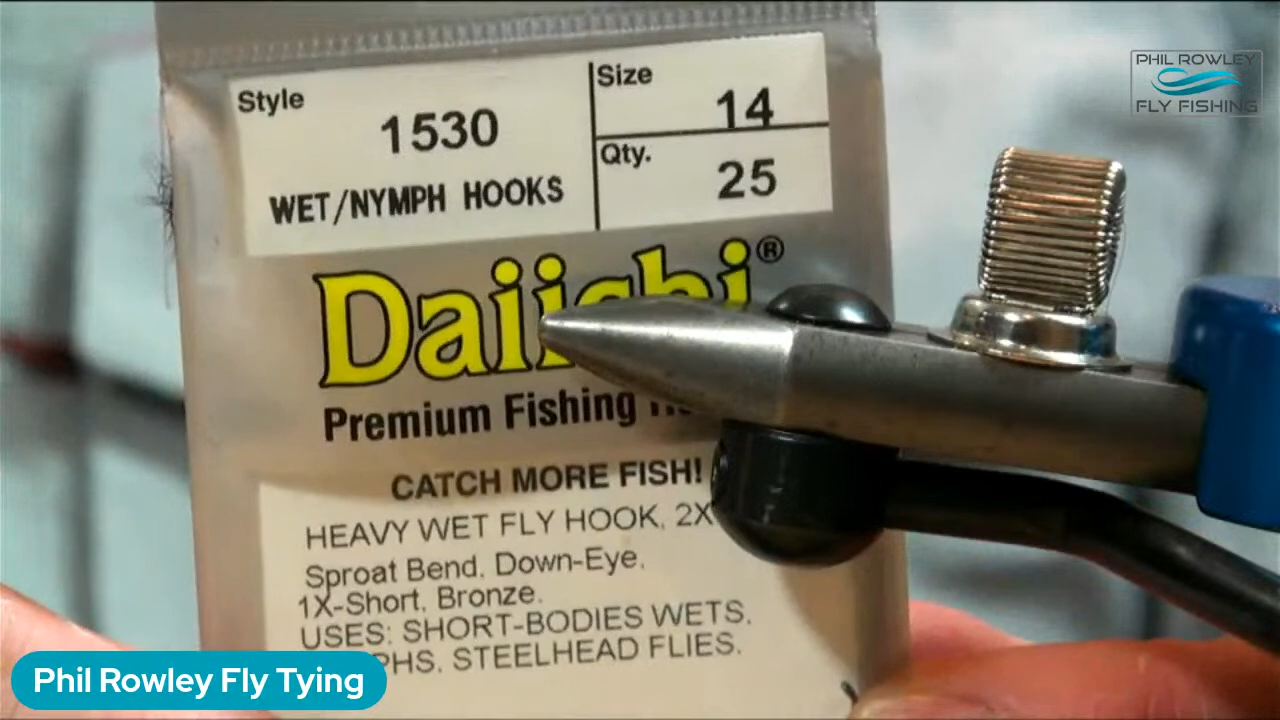 PHIL ROWLEY
FLY FISHING
Style
1530
WET/NYMPH HOOKS
Size
14
Qty.
25
Daiichi®
Premium Fishing
CATCH MORE FISH!
HEAVY WET FLY HOOK, 2X
Sproat Bend, Down-Eye,
1X-Short, Bronze.
USES: SHORT-BODIES WETS,
STEELHEAD FLIES.
Phil Rowley Fly Tying